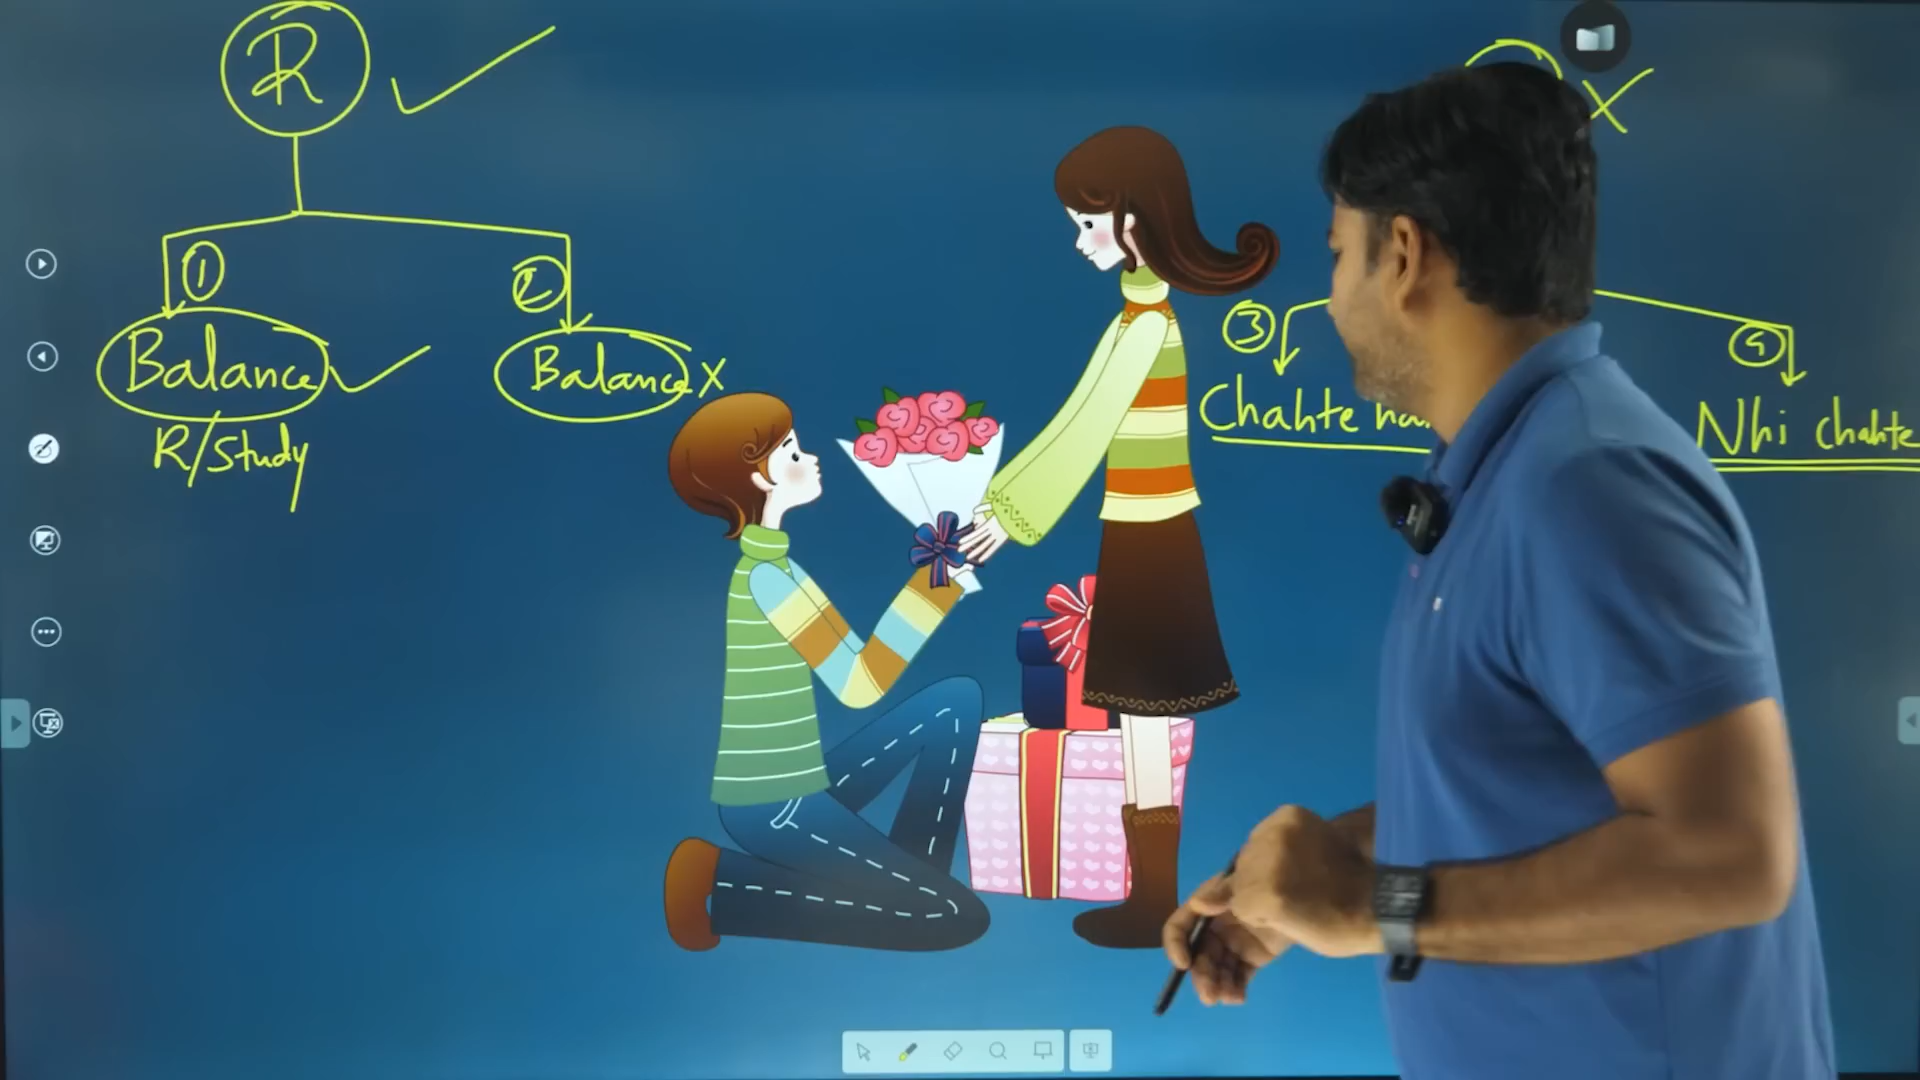 R
X
①
②
③
④
Balance
Balance X
Chahte
Nhi chahte
R/Study